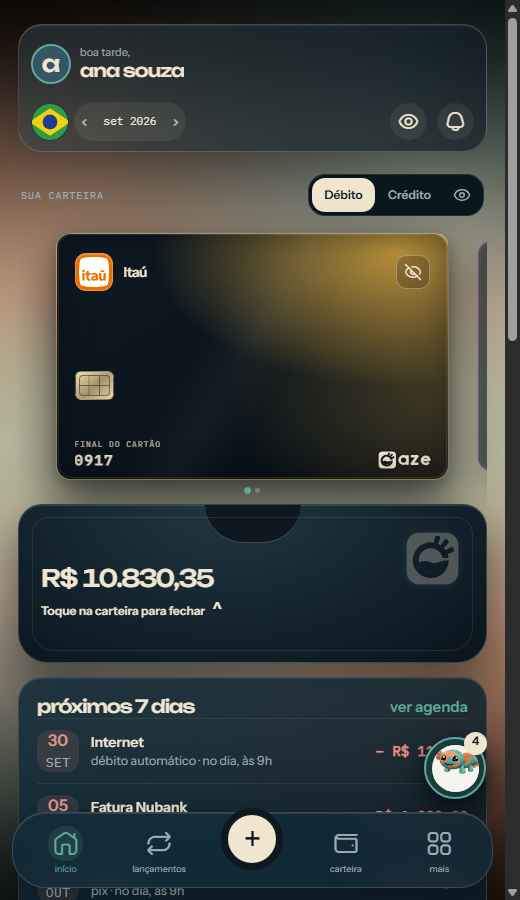 a
boa tarde,
ana souza
‹ set 2026 ›
SUA CARTEIRA
Débito
Crédito
itaú
Itaú
FINAL DO CARTÃO
0917
aze
R$ 10.830,35
Toque na carteira para fechar ^
próximos 7 dias
ver agenda
30
SET
Internet
débito automático · no dia, às 9h
− R$
4
05
Fatura Nubank
OUT
pix · no dia, às 9h
+
início
lançamentos
carteira
mais